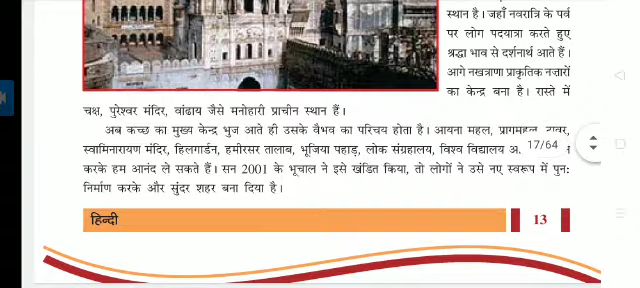 स्थान है। जहाँ नवरात्रि के पर्व
पर लोग पदयात्रा करते हुए
श्रद्धा भाव से दर्शनार्थ आते हैं।
आगे नखत्राणा प्राकृतिक नज़ारों
का केन्द्र बना है। रास्ते में
चक्ष, पुरेश्वर मंदिर, वांढाय जैसे मनोहारी प्राचीन स्थान हैं।
अब कच्छ का मुख्य केन्द्र भुज आते ही उसके वैभव का परिचय होता है। आयना महल, प्रागमहल टावर,
स्वामिनारायण मंदिर, हिलगार्डन, हमीरसर तालाब, भूजिया पहाड़, लोक संग्रहालय, विश्व विद्यालय
17/64
करके हम आनंद ले सकते हैं। सन 2001 के भूचाल ने इसे खंडित किया, तो लोगों ने उसे नए स्वरूप में पुनः
निर्माण करके और सुंदर शहर बना दिया है।
हिन्दी
13